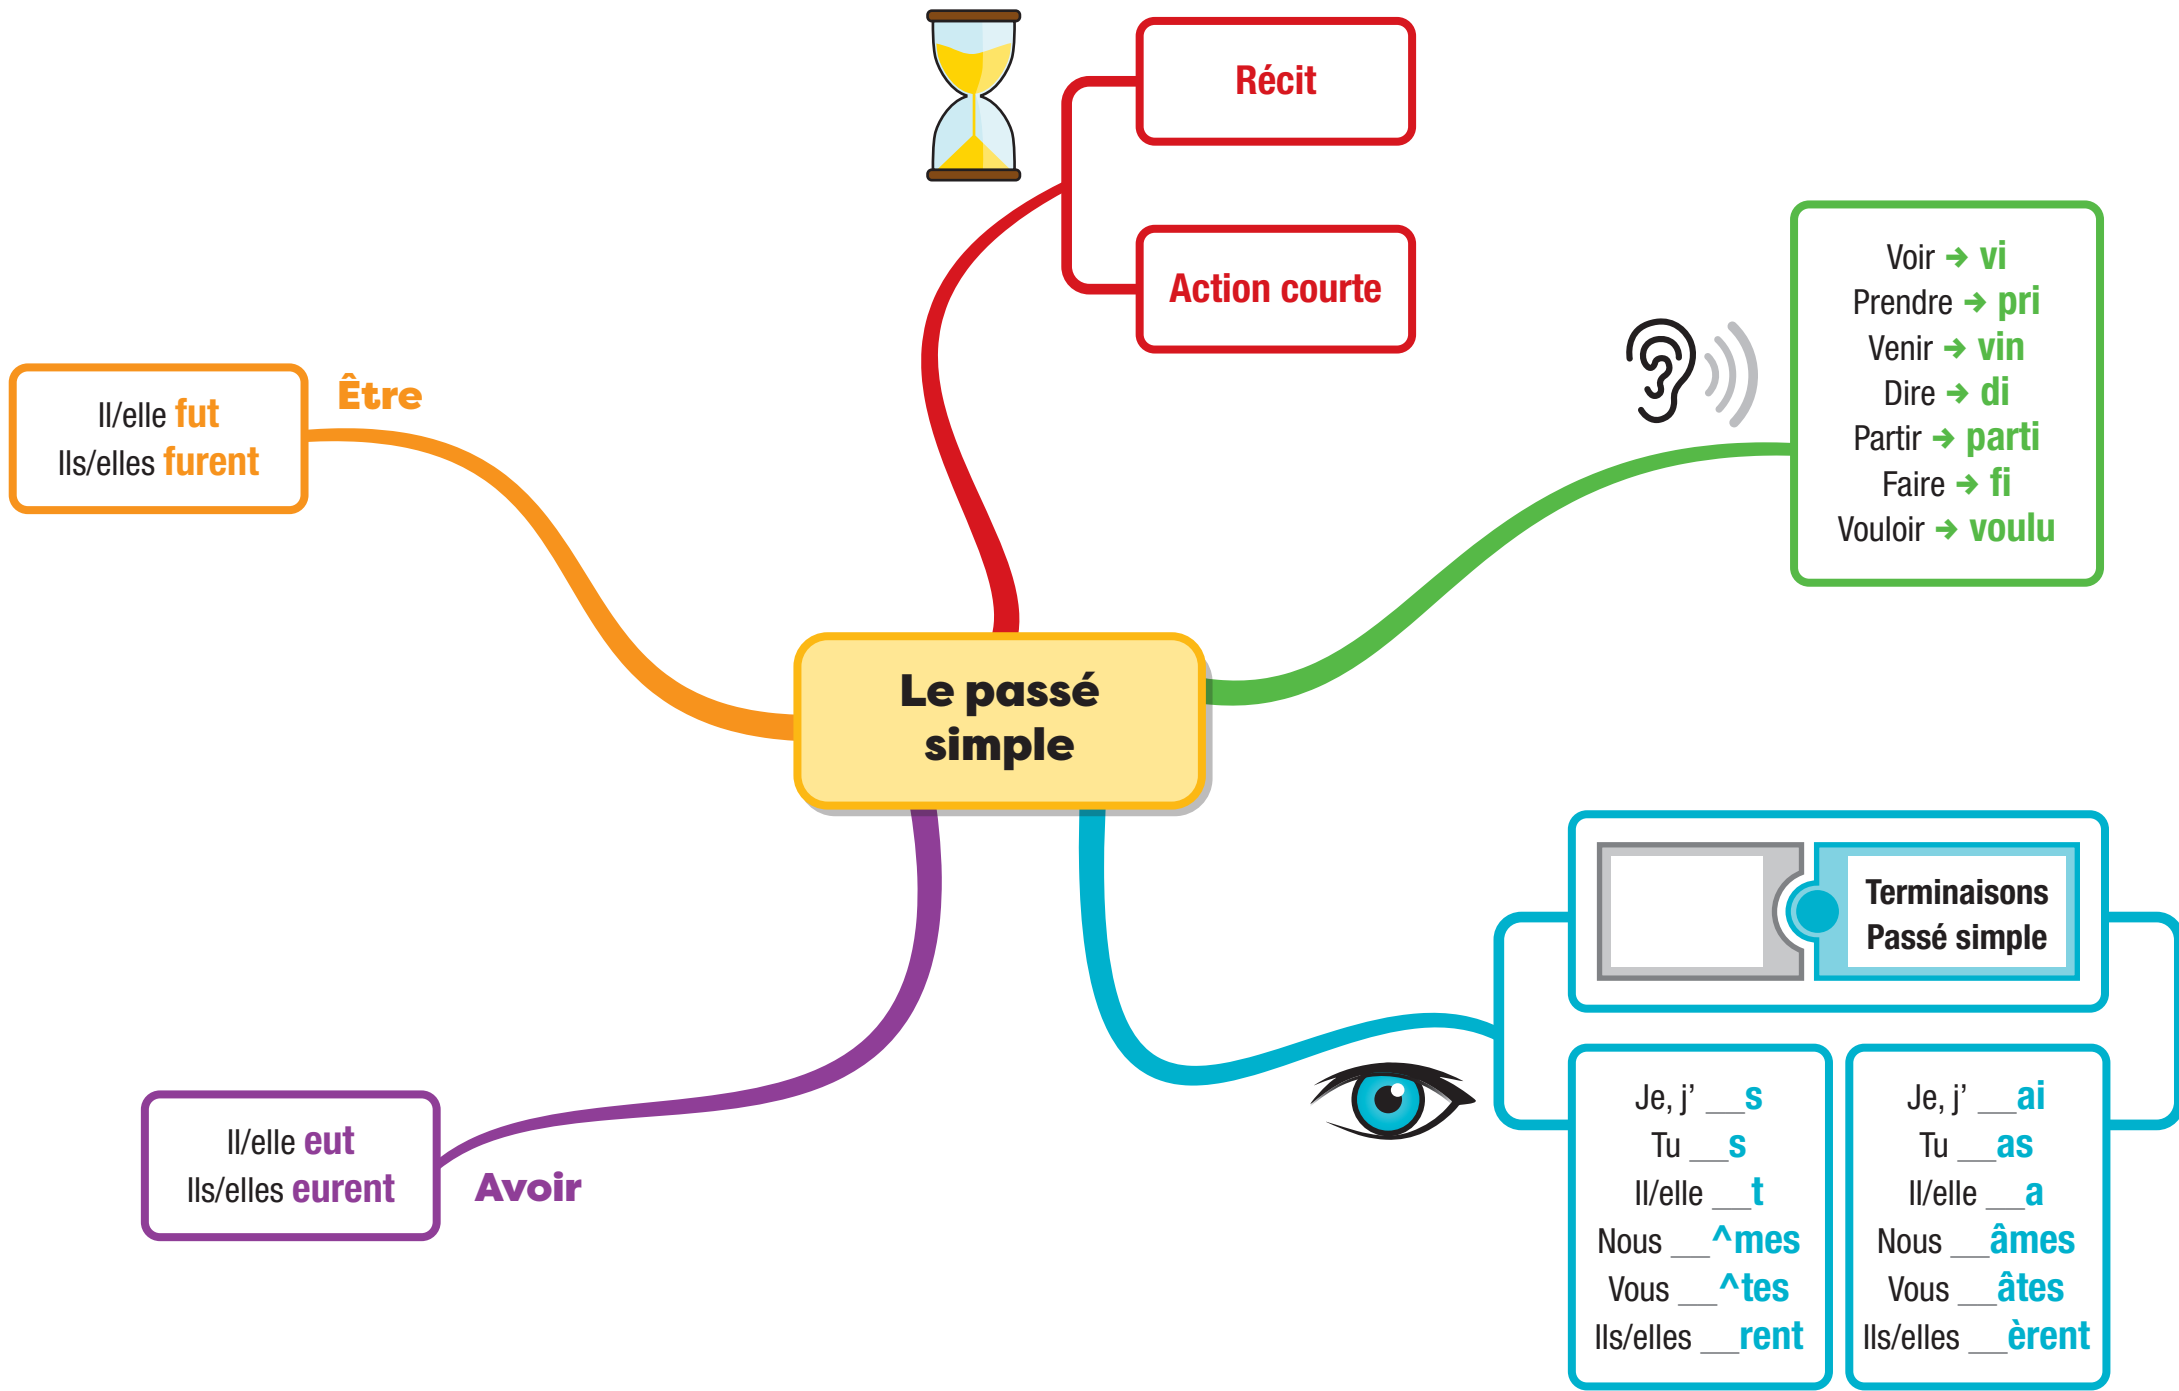 Récit
Action courte
Voir → vi
Prendre → pri
Venir → vin
Dire → di
Partir → parti
Faire → fi
Vouloir → voulu
Être
Il/elle fut
Ils/elles furent
Le passé
simple
Terminaisons
Passé simple
Je, j’ __s
Tu __s
Il/elle __t
Nous __^mes
Vous __^tes
Ils/elles __rent
Je, j’ __ai
Tu __as
Il/elle __a
Nous __âmes
Vous __âtes
Ils/elles __èrent
Il/elle eut
Ils/elles eurent
Avoir